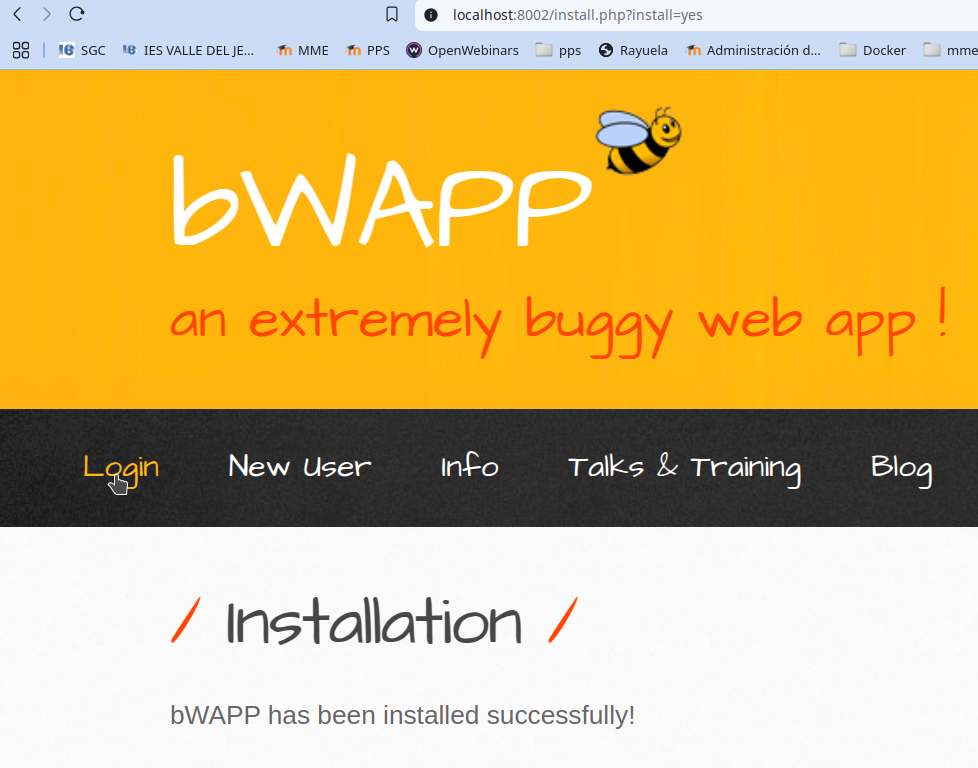 localhost:8002/install.php?install=yes
SGC IES VALLE DEL JE... MME PPS OpenWebinars pps Rayuela Administración d... Docker mme
bWAPP
an extremely buggy web app !
Login New User Info Talks & Training Blog
/ Installation /
bWAPP has been installed successfully!